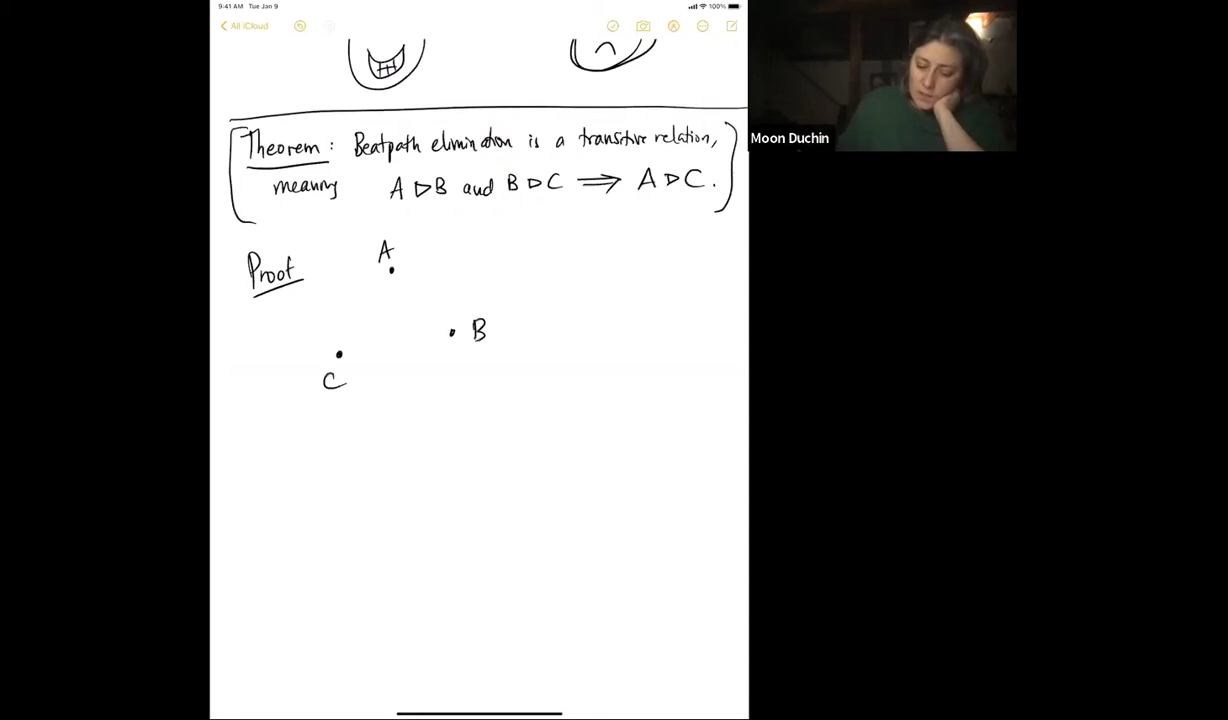 9:41 AM Tue Jan 9
100%
All iCloud
Theorem: Beatpath elimination is a transitive relation,
meaning A ▷ B and B ▷ C ⟹ A ▷ C.
Proof
A
B
C
Moon Duchin